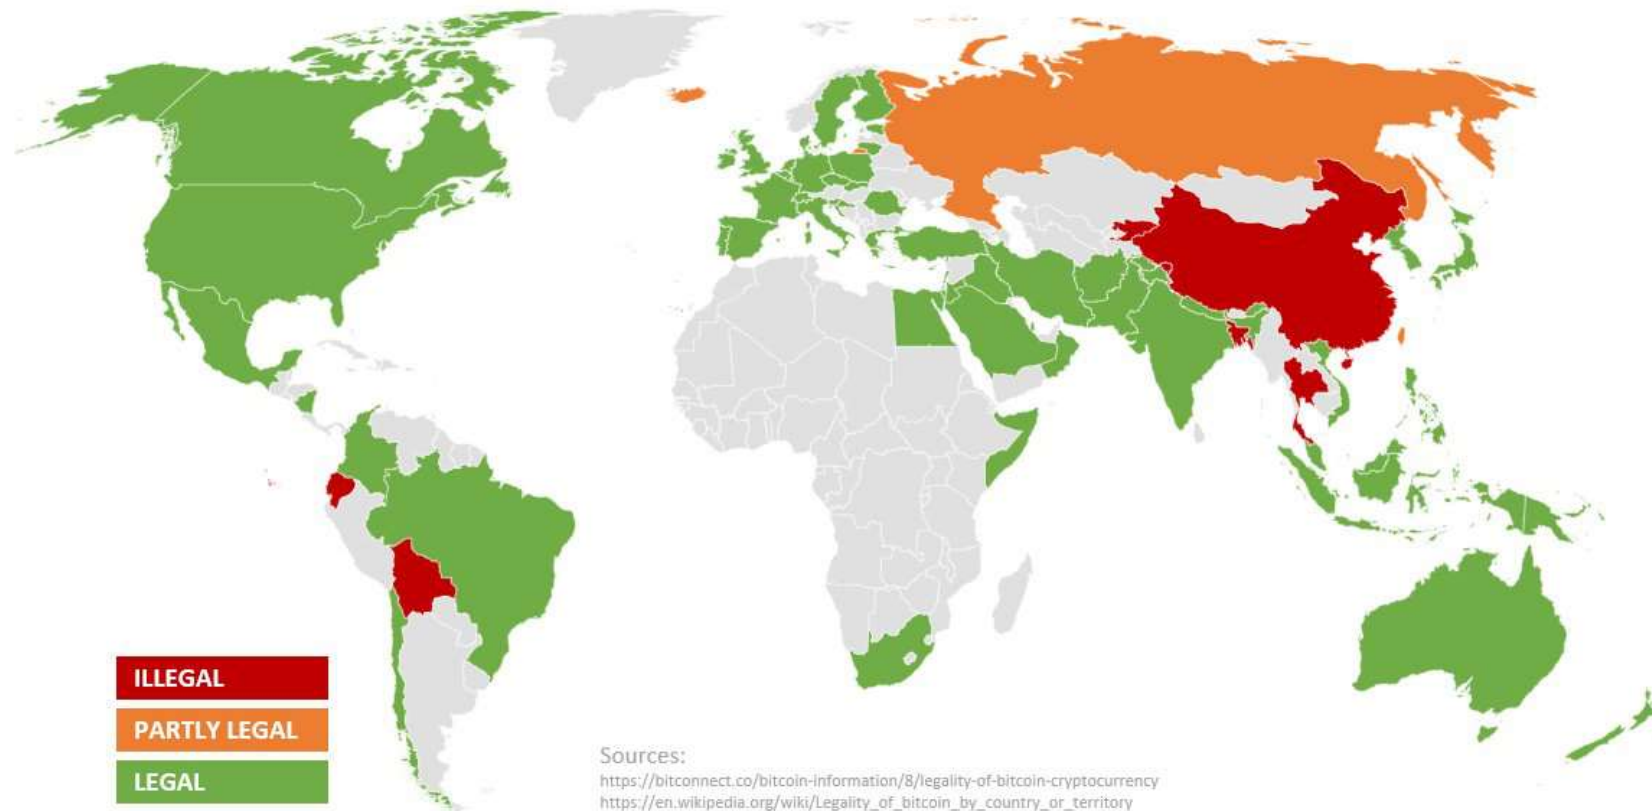 ILLEGAL
PARTLY LEGAL
LEGAL
Sources:
https://bitconnect.co/bitcoin-information/8/legality-of-bitcoin-cryptocurrency
https://en.wikipedia.org/wiki/Legality_of_bitcoin_by_country_or_territory